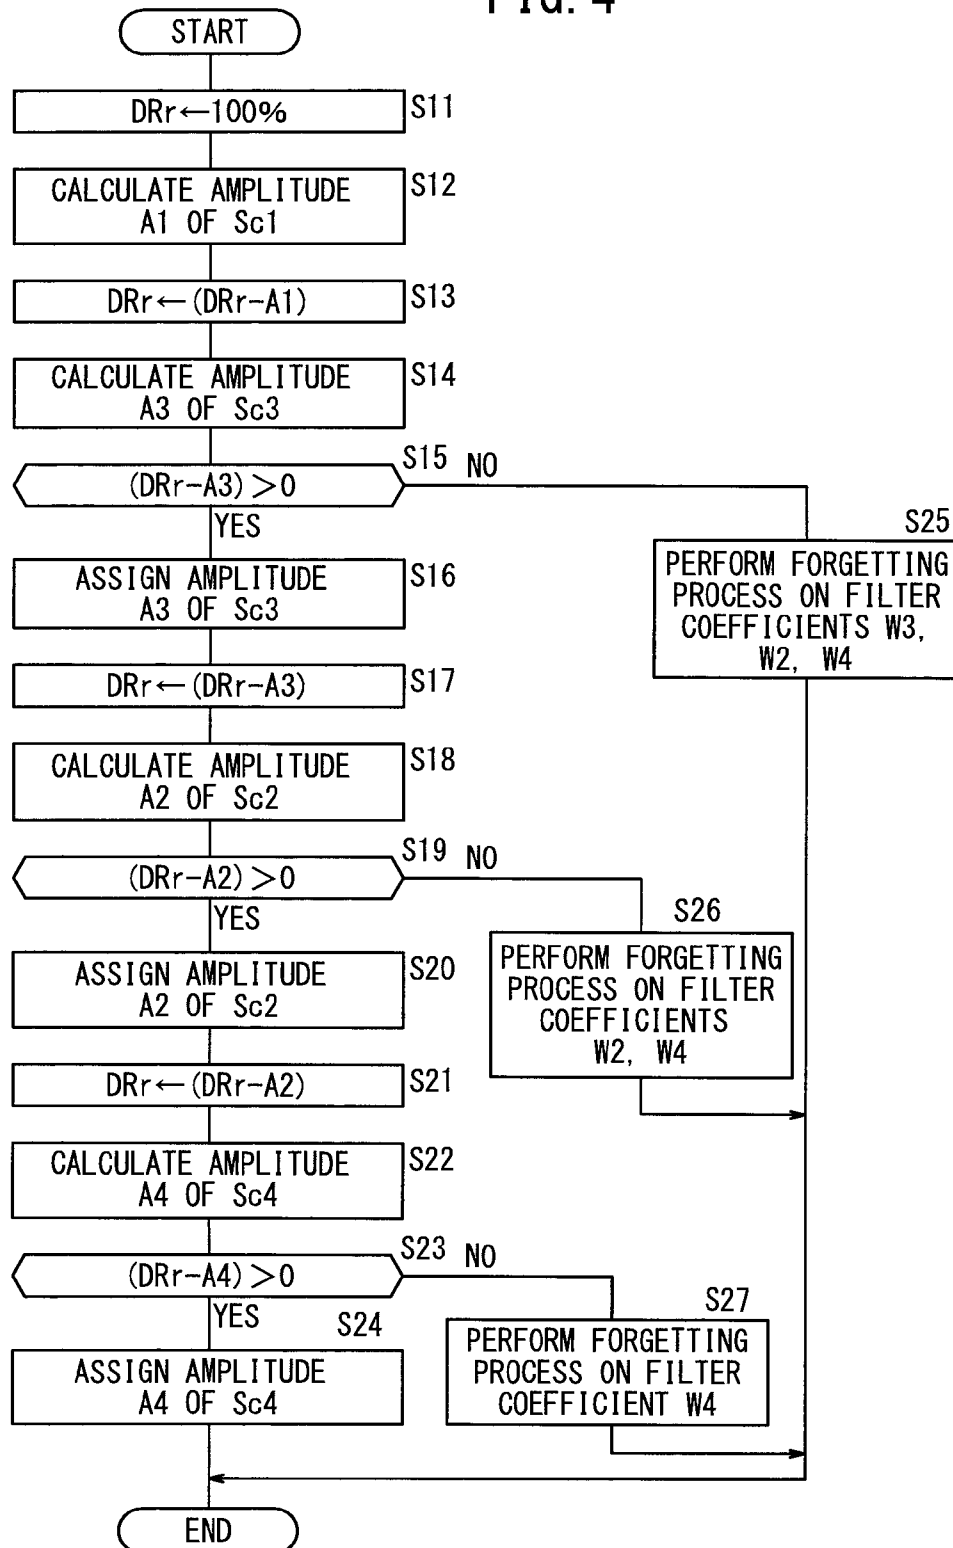 FIG. 4
START
DRr←100%
S11
CALCULATE AMPLITUDE
A1 OF Sc1
S12
DRr←(DRr-A1)
S13
CALCULATE AMPLITUDE
A3 OF Sc3
S14
(DRr-A3)>0
S15
NO
YES
S25
PERFORM FORGETTING
PROCESS ON FILTER
COEFFICIENTS W3,
W2, W4
ASSIGN AMPLITUDE
A3 OF Sc3
S16
DRr←(DRr-A3)
S17
CALCULATE AMPLITUDE
A2 OF Sc2
S18
(DRr-A2)>0
S19
NO
YES
S26
PERFORM FORGETTING
PROCESS ON FILTER
COEFFICIENTS
W2, W4
ASSIGN AMPLITUDE
A2 OF Sc2
S20
DRr←(DRr-A2)
S21
CALCULATE AMPLITUDE
A4 OF Sc4
S22
(DRr-A4)>0
S23
NO
YES
S24
ASSIGN AMPLITUDE
A4 OF Sc4
S27
PERFORM FORGETTING
PROCESS ON FILTER
COEFFICIENT W4
END